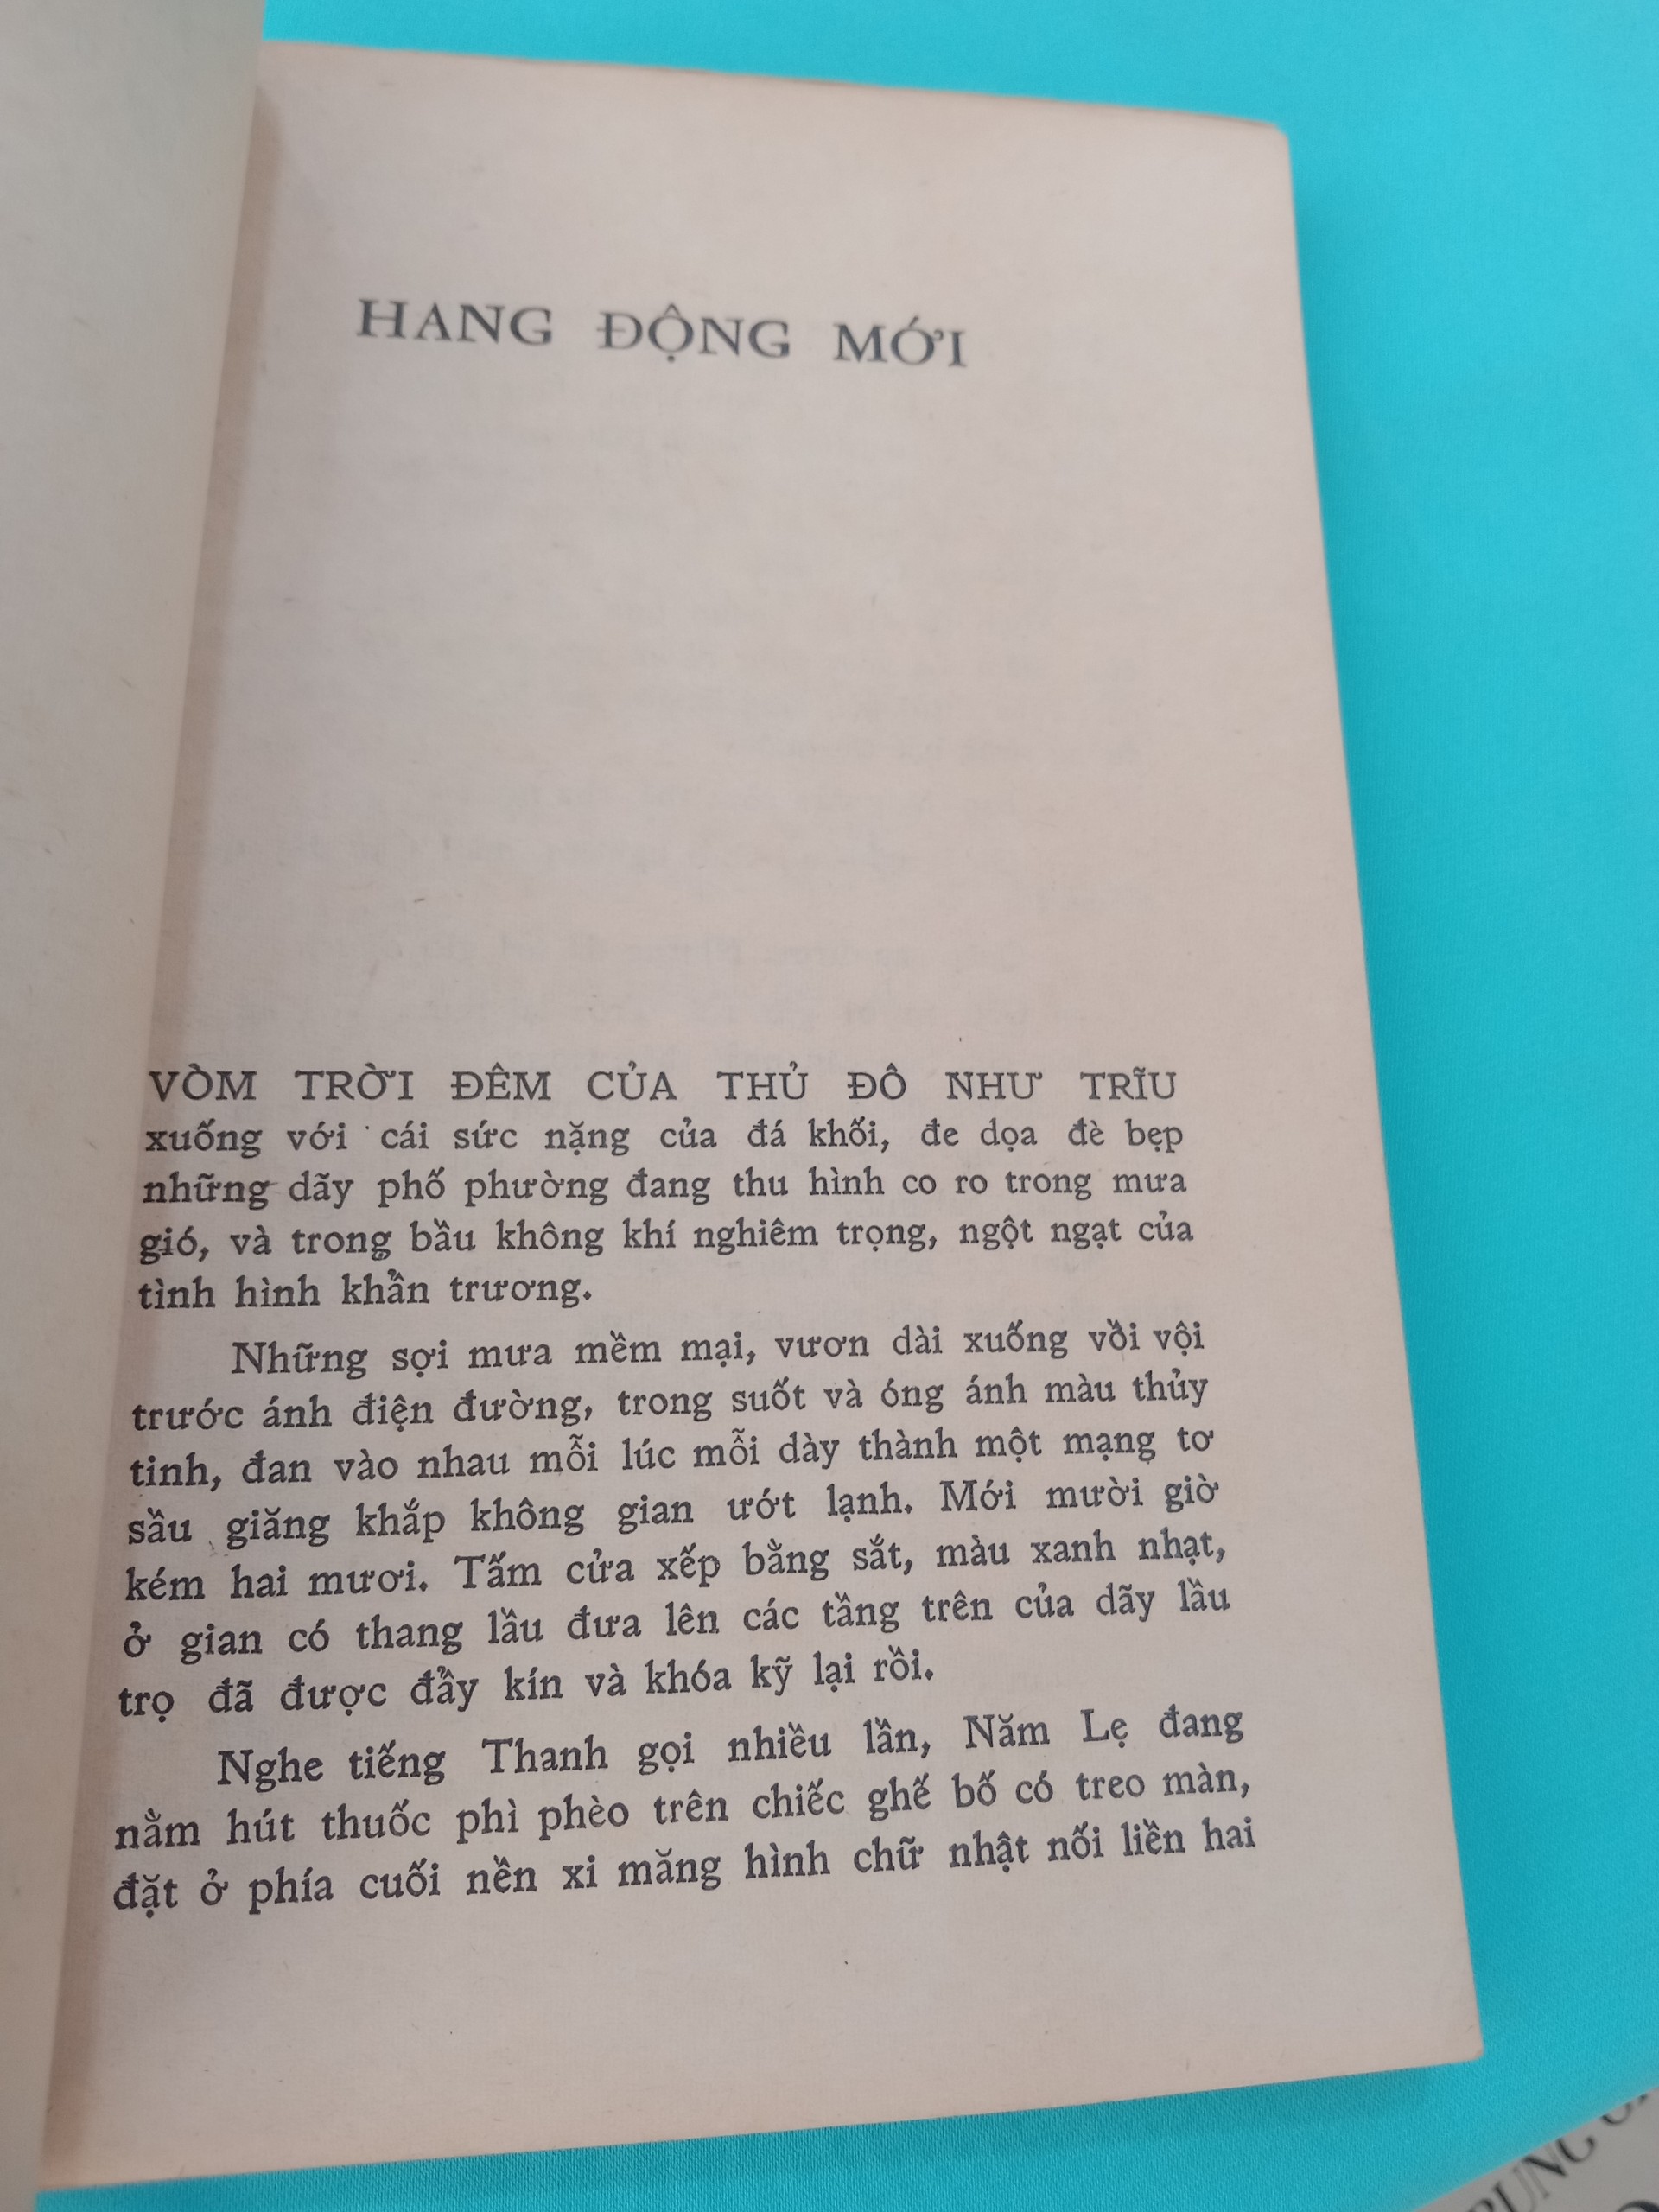 HANG ĐỘNG MỚI
VÒM TRỜI ĐÊM CỦA THỦ ĐÔ NHƯ TRĨU
xuống với cái sức nặng của đá khối, đe dọa đè bẹp
những dãy phố phường đang thu hình co ro trong mưa
gió, và trong bầu không khí nghiêm trọng, ngột ngạt của
tình hình khẩn trương.
Những sợi mưa mềm mại, vươn dài xuống vời vội
trước ánh điện đường, trong suốt và óng ánh màu thủy
tinh, đan vào nhau mỗi lúc mỗi dày thành một mạng tơ
sầu giăng khắp không gian ướt lạnh. Mới mười giờ
kém hai mươi. Tấm cửa xếp bằng sắt, màu xanh nhạt,
ở gian có thang lầu đưa lên các tầng trên của dãy lầu
trọ đã được đẩy kín và khóa kỹ lại rồi.
Nghe tiếng Thanh gọi nhiều lần, Năm Lẹ đang
nằm hút thuốc phì phèo trên chiếc ghế bố có treo màn,
đặt ở phía cuối nền xi măng hình chữ nhật nối liền hai